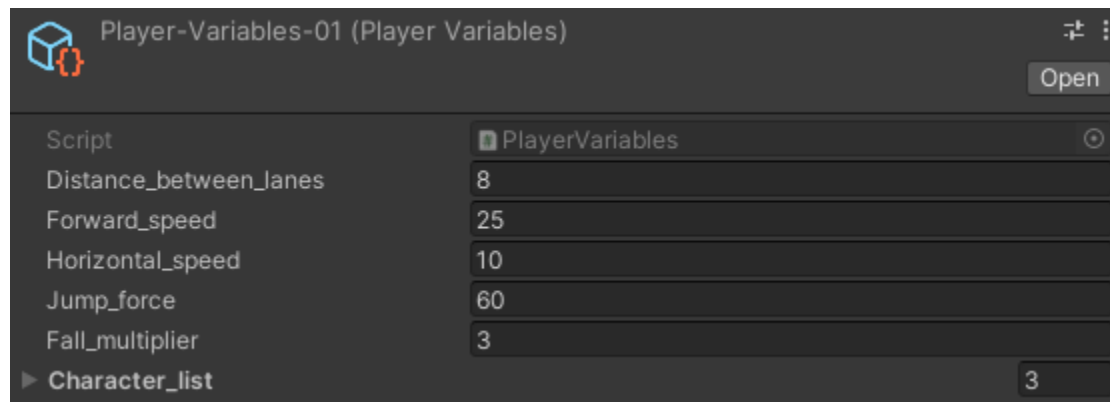 Player-Variables-01 (Player Variables)
Open
Script PlayerVariables
Distance_between_lanes 8
Forward_speed 25
Horizontal_speed 10
Jump_force 60
Fall_multiplier 3
Character_list 3